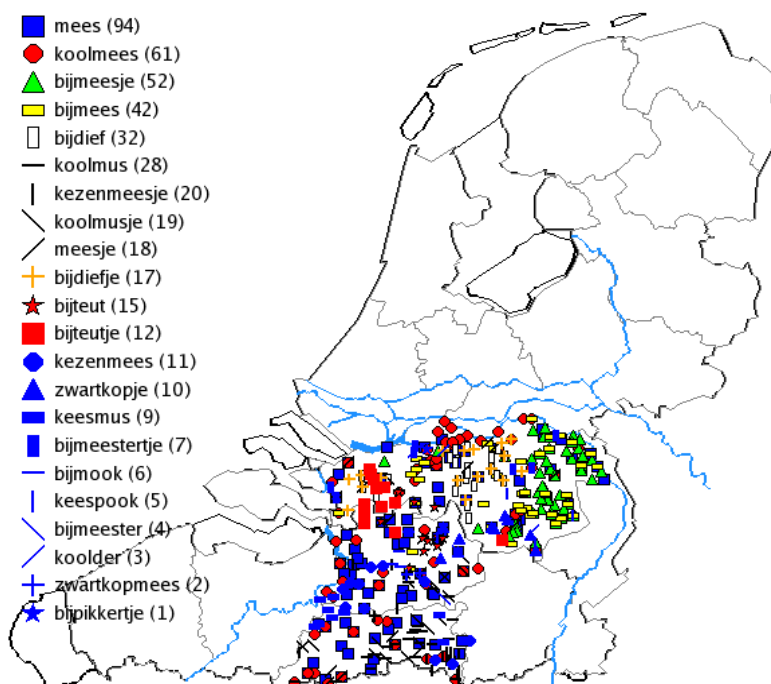 mees (94)
koolmees (61)
bijmeesje (52)
bijmees (42)
bijdief (32)
koolmus (28)
kezenmeesje (20)
koolmusje (19)
meesje (18)
bijdiefje (17)
bijteut (15)
bijteutje (12)
kezenmees (11)
zwartkopje (10)
keesmus (9)
bijmeestertje (7)
bijmook (6)
keespook (5)
bijmeester (4)
koolder (3)
zwartkopmees (2)
bijpikkertje (1)